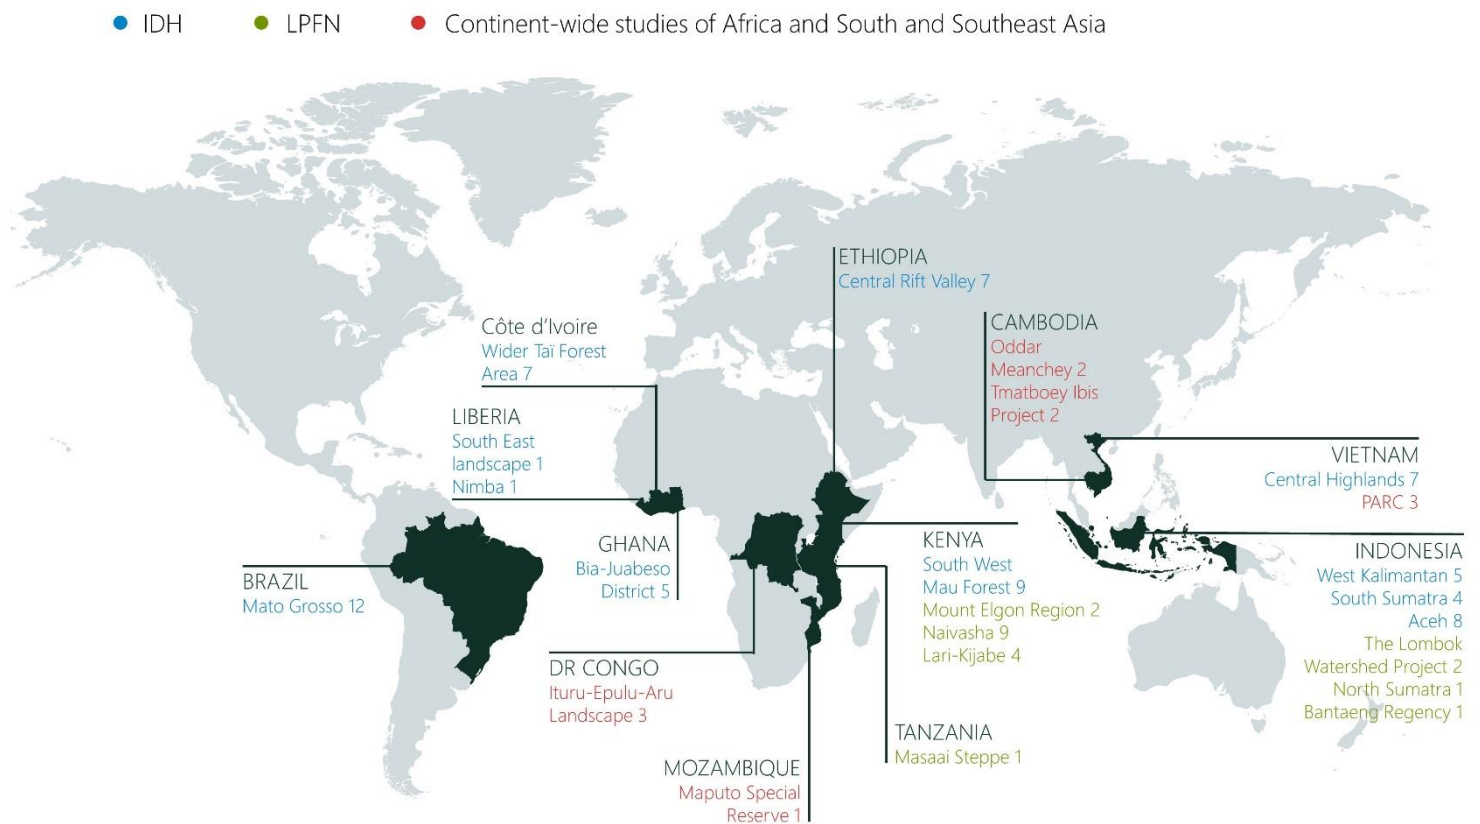 IDH LPFN Continent-wide studies of Africa and South and Southeast Asia
ETHIOPIA
Central Rift Valley 7
Côte d’Ivoire
Wider Taï Forest
Area 7
CAMBODIA
Oddar
Meanchey 2
Tmatboey Ibis
Project 2
LIBERIA
South East
landscape 1
Nimba 1
VIETNAM
Central Highlands 7
PARC 3
GHANA
Bia-Juabeso
District 5
KENYA
South West
Mau Forest 9
Mount Elgon Region 2
Naivasha 9
Lari-Kijabe 4
INDONESIA
West Kalimantan 5
South Sumatra 4
Aceh 8
The Lombok
Watershed Project 2
North Sumatra 1
Bantaeng Regency 1
BRAZIL
Mato Grosso 12
DR CONGO
Ituru-Epulu-Aru
Landscape 3
TANZANIA
Masaai Steppe 1
MOZAMBIQUE
Maputo Special
Reserve 1